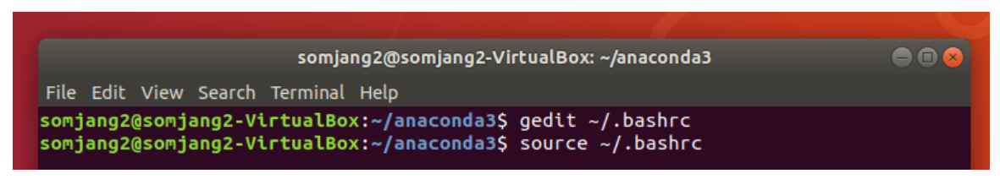 somjang2@somjang2-VirtualBox: ~/anaconda3
File Edit View Search Terminal Help
somjang2@somjang2-VirtualBox:~/anaconda3$ gedit ~/.bashrc
somjang2@somjang2-VirtualBox:~/anaconda3$ source ~/.bashrc